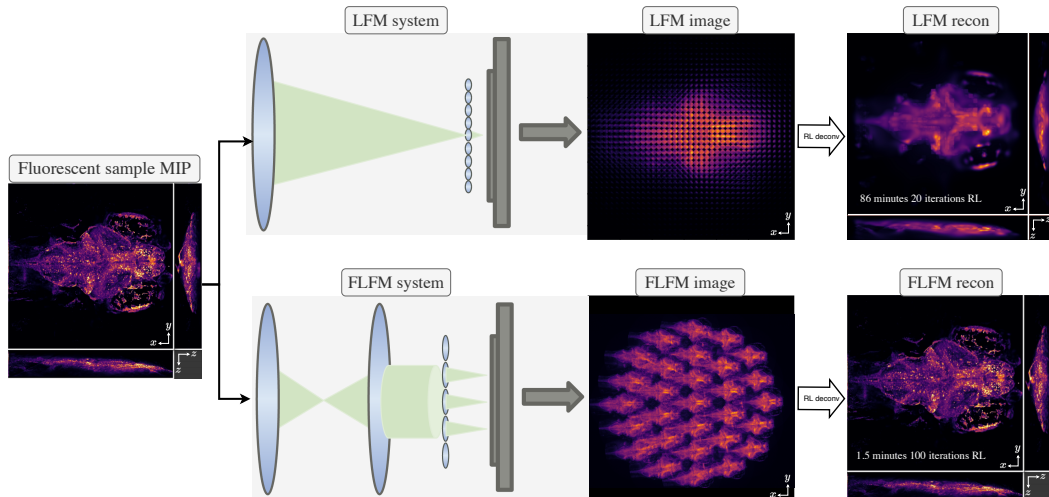 LFM system
LFM image
LFM recon
Fluorescent sample MIP
RL deconv
86 minutes 20 iterations RL
y
x
y
x
z
z
y
x
z
z
FLFM system
FLFM image
FLFM recon
RL deconv
1.5 minutes 100 iterations RL
y
x
y
x
z
z